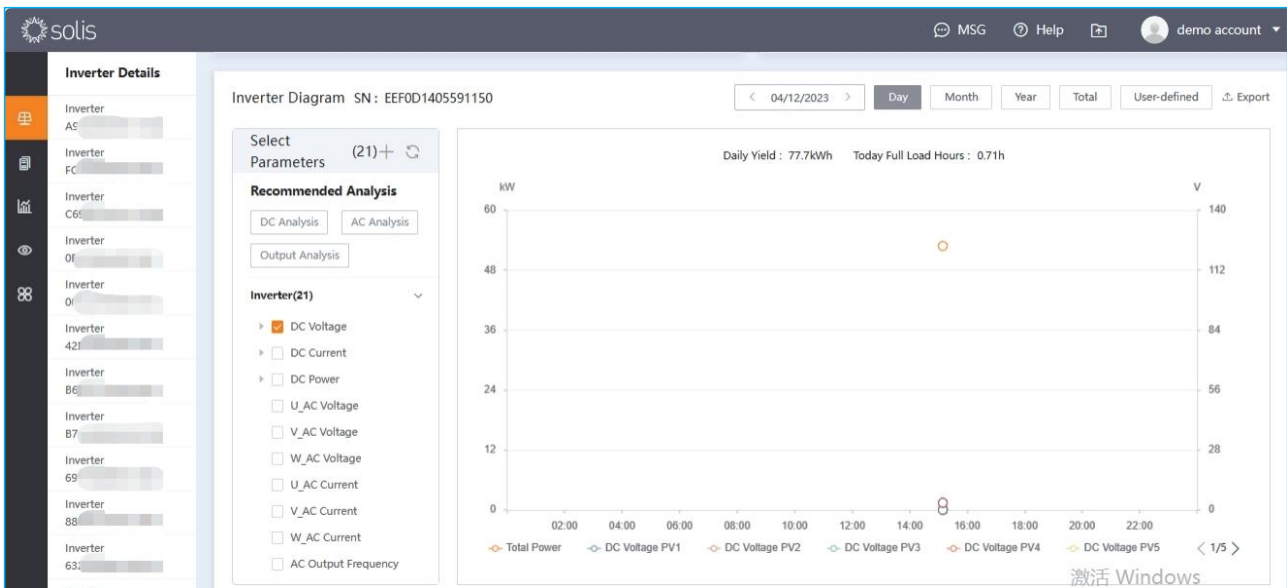 solis
MSG
Help
demo account
Inverter Details
Inverter
Inverter
Inverter
C69
Inverter
Inverter
Inverter
Inverter
Inverter
B7
Inverter
69
Inverter
88
Inverter
632
Inverter Diagram SN : EEF0D1405591150
04/12/2023
Day
Month
Year
Total
User-defined
Export
Select
Parameters
(21)
Recommended Analysis
DC Analysis
AC Analysis
Output Analysis
Inverter(21)
DC Voltage
DC Current
DC Power
U_AC Voltage
V_AC Voltage
W_AC Voltage
U_AC Current
V_AC Current
W_AC Current
AC Output Frequency
Daily Yield : 77.7kWh Today Full Load Hours : 0.71h
kW
V
60
140
48
112
36
84
24
56
12
28
0
0
02:00 04:00 06:00 08:00 10:00 12:00 14:00 16:00 18:00 20:00 22:00
Total Power DC Voltage PV1 DC Voltage PV2 DC Voltage PV3 DC Voltage PV4 DC Voltage PV5 1/5
激活 Windows